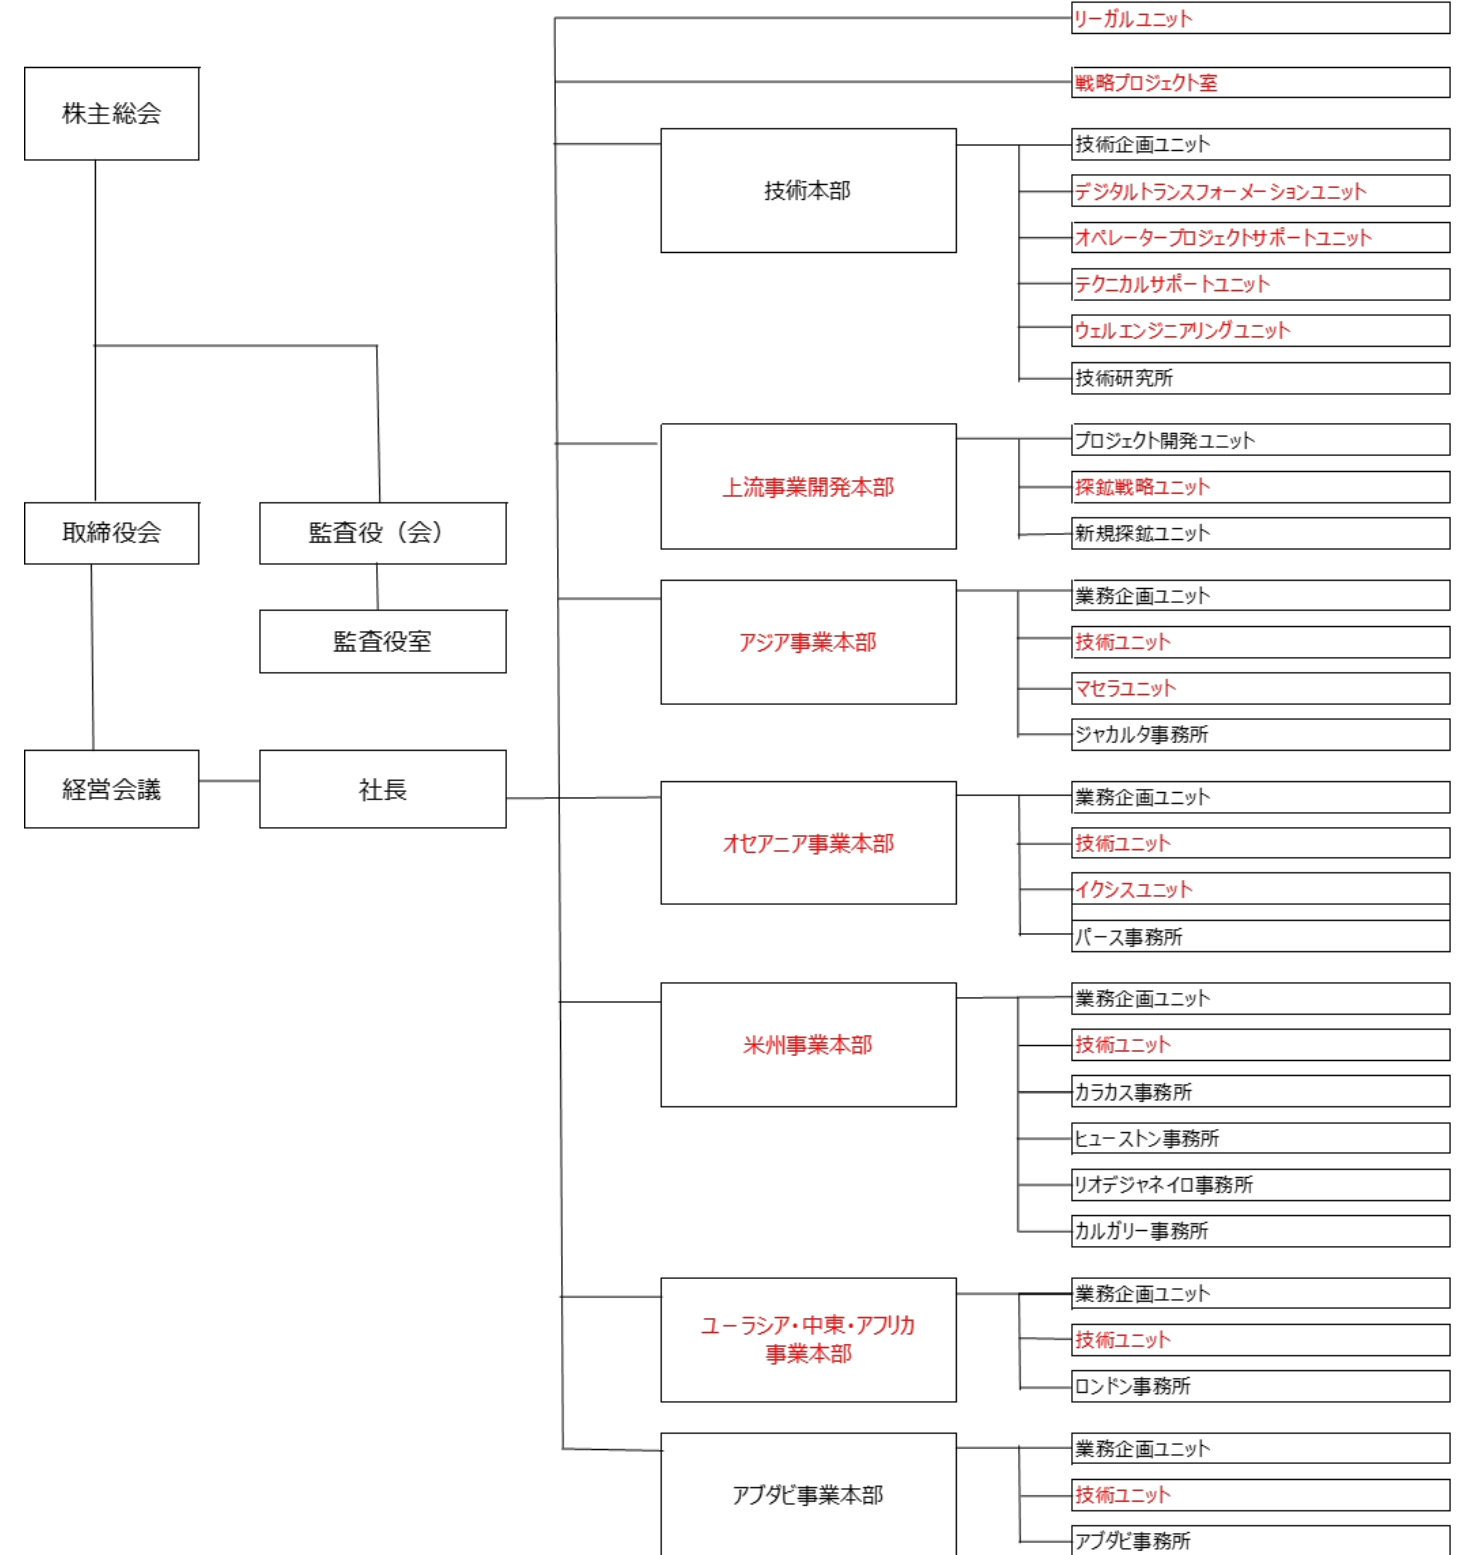 株主総会
取締役会
監査役（会）
監査役室
経営会議
社長
リーガルユニット
戦略プロジェクト室
技術本部
技術企画ユニット
デジタルトランスフォーメーションユニット
オペレータープロジェクトサポートユニット
テクニカルサポートユニット
ウェルエンジニアリングユニット
技術研究所
上流事業開発本部
プロジェクト開発ユニット
探鉱戦略ユニット
新規探鉱ユニット
アジア事業本部
業務企画ユニット
技術ユニット
マセラユニット
ジャカルタ事務所
オセアニア事業本部
業務企画ユニット
技術ユニット
イクシスユニット
パース事務所
米州事業本部
業務企画ユニット
技術ユニット
カラカス事務所
ヒューストン事務所
リオデジャネイロ事務所
カルガリー事務所
ユーラシア・中東・アフリカ
事業本部
業務企画ユニット
技術ユニット
ロンドン事務所
アブダビ事業本部
業務企画ユニット
技術ユニット
アブダビ事務所